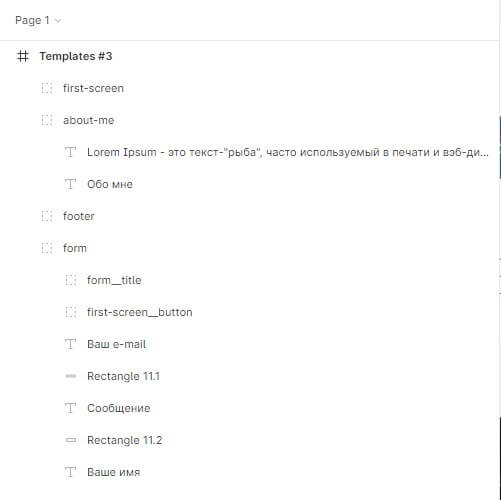 Page 1
Templates #3
first-screen
about-me
Lorem Ipsum - это текст-"рыба", часто используемый в печати и вэб-ди...
Обо мне
footer
form
form__title
first-screen__button
Ваш e-mail
Rectangle 11.1
Сообщение
Rectangle 11.2
Ваше имя